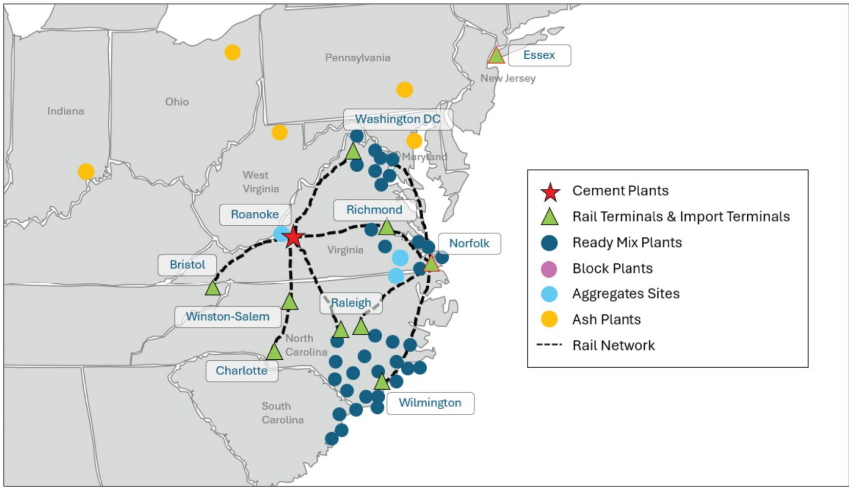 Essex
Pennsylvania
New Jersey
Ohio
Indiana
Washington DC
Maryland
West
Virginia
Roanoke
Richmond
Virginia
Norfolk
Bristol
Winston-Salem
Raleigh
North
Carolina
Charlotte
South
Carolina
Wilmington
Cement Plants
Rail Terminals & Import Terminals
Ready Mix Plants
Block Plants
Aggregates Sites
Ash Plants
Rail Network